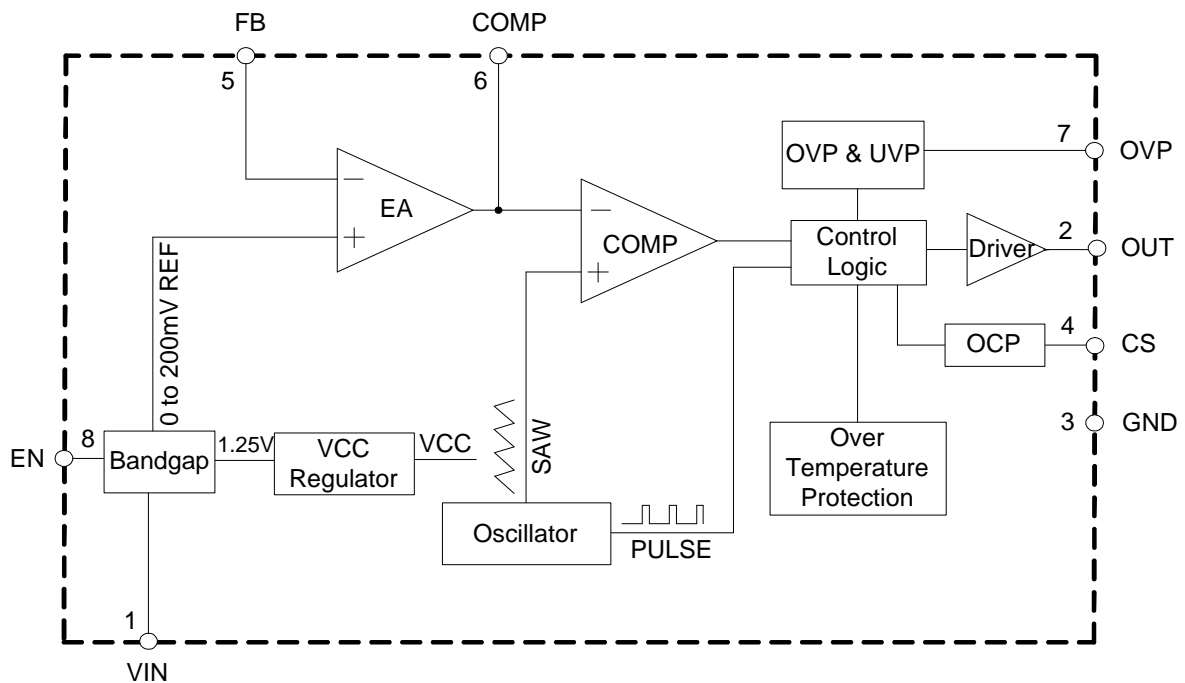 FB
COMP
5
6
OVP & UVP
7
OVP
EA
COMP
Control
Logic
Driver
2
OUT
0 to 200mV REF
OCP
4
CS
3
GND
EN
8
Bandgap
1.25V
VCC
Regulator
VCC
SAW
Over
Temperature
Protection
Oscillator
PULSE
1
VIN